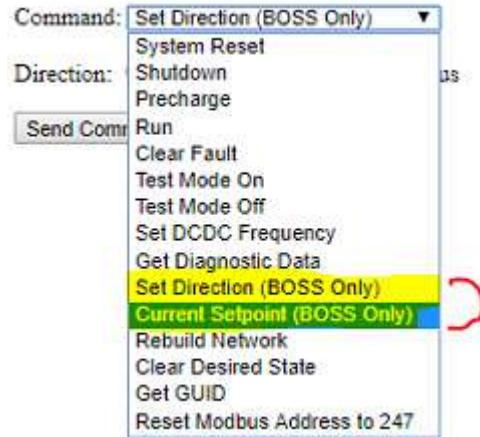 Command: Set Direction (BOSS Only)
System Reset
Direction: Shutdown us
Precharge
Send Comm Run
Clear Fault
Test Mode On
Test Mode Off
Set DCDC Frequency
Get Diagnostic Data
Set Direction (BOSS Only)
Current Setpoint (BOSS Only)
Rebuild Network
Clear Desired State
Get GUID
Reset Modbus Address to 247